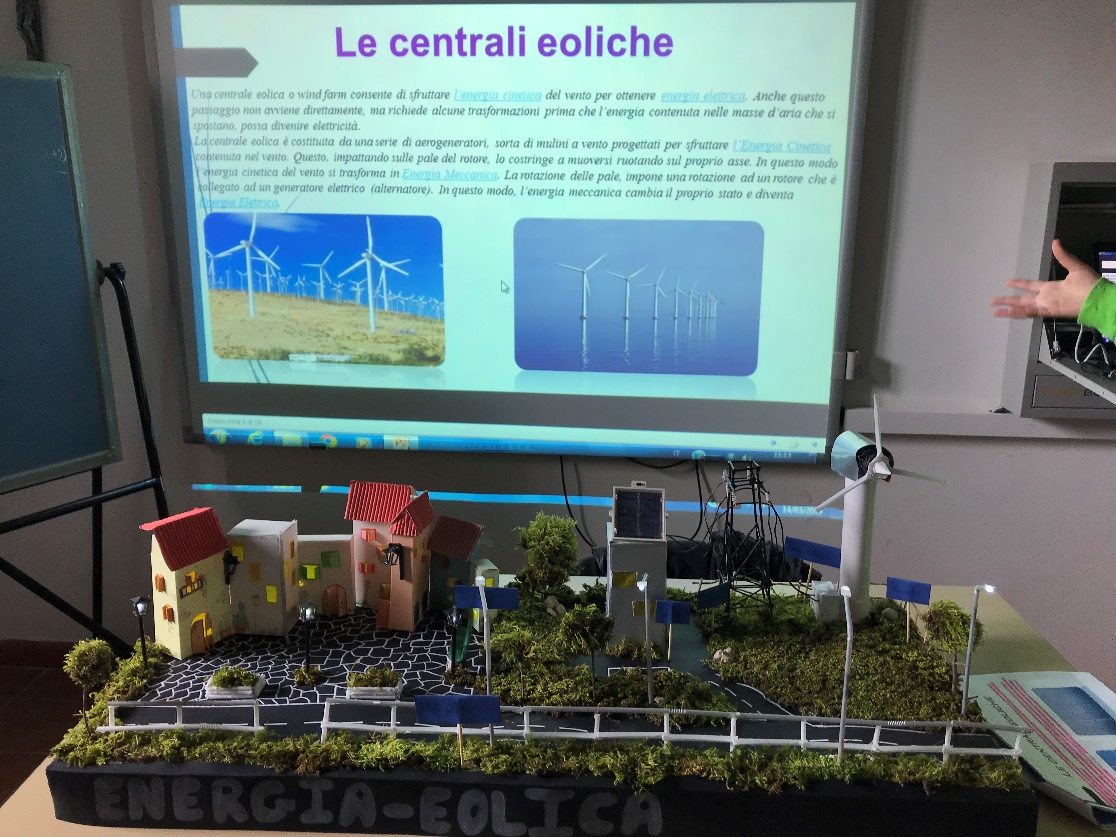 Le centrali eoliche
Una centrale eolica o wind farm consente di sfruttare l'energia cinetica del vento per ottenere energia elettrica. Anche questo
passaggio non avviene direttamente, ma richiede alcune trasformazioni prima che l'energia contenuta nelle masse d'aria che si
spostano, possa divenire elettricità.
La centrale eolica è costituita da una serie di aerogeneratori, sorta di mulini a vento progettati per sfruttare l'Energia Cinetica
contenuta nel vento. Questo, impattando sulle pale del rotore, lo costringe a muoversi ruotando sul proprio asse. In questo modo
l'energia cinetica del vento si trasforma in Energia Meccanica. La rotazione delle pale, impone una rotazione ad un rotore che è
collegato ad un generatore elettrico (alternatore). In questo modo, l'energia meccanica cambia il proprio stato e diventa
Energia Elettrica.
IT
ENERGIA-EOLICA